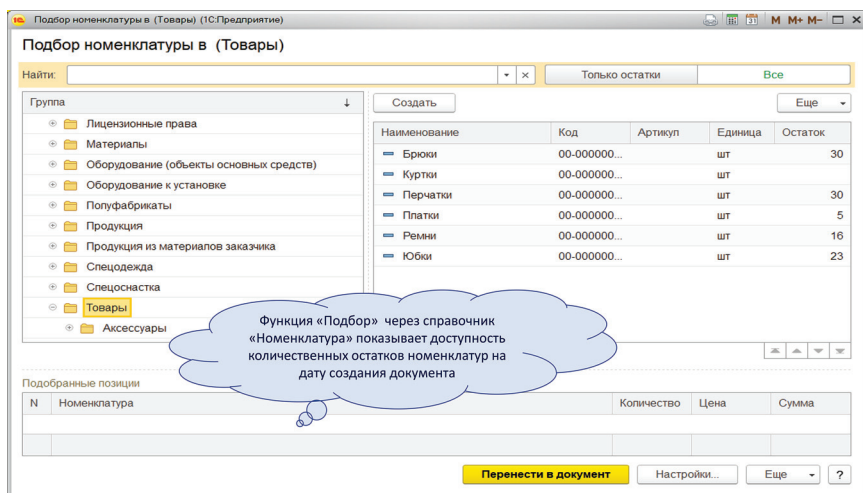 Подбор номенклатуры в (Товары) (1С:Предприятие)
M M+ M-
Подбор номенклатуры в (Товары)
Найти:
Только остатки
Все
Группа
Лицензионные права
Материалы
Оборудование (объекты основных средств)
Оборудование к установке
Полуфабрикаты
Продукция
Продукция из материалов заказчика
Спецодежда
Спецоснастка
Товары
Аксессуары
Создать
Еще
Наименование Код Артикул Единица Остаток
Брюки 00-000000... шт 30
Куртки 00-000000... шт
Перчатки 00-000000... шт 30
Платки 00-000000... шт 5
Ремни 00-000000... шт 16
Юбки 00-000000... шт 23
Функция «Подбор» через справочник
«Номенклатура» показывает доступность
количественных остатков номенклатур на
дату создания документа
Подобранные позиции
N Номенклатура Количество Цена Сумма
Перенести в документ
Настройки...
Еще
?